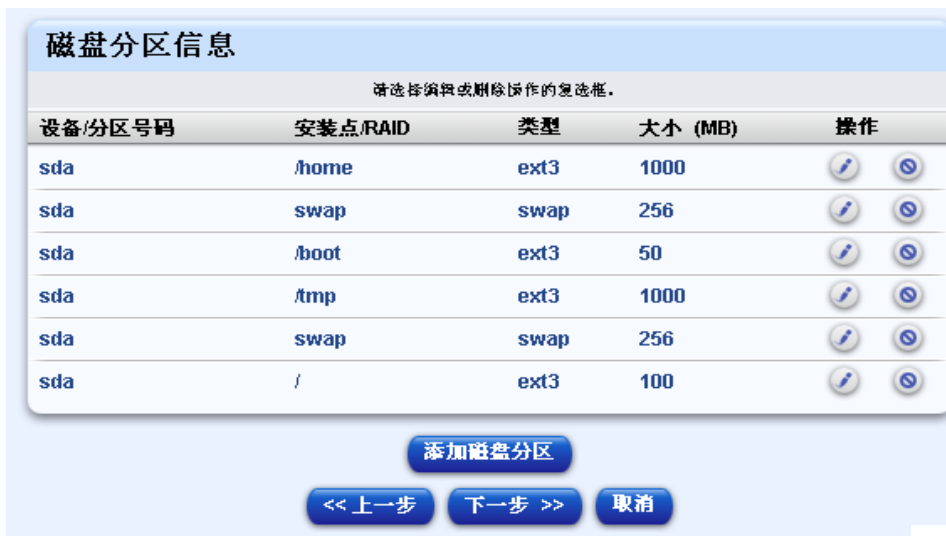 磁盘分区信息
请选择编辑或删除操作的复选框.
设备/分区号码 安装点/RAID 类型 大小 (MB) 操作
sda /home ext3 1000
sda swap swap 256
sda /boot ext3 50
sda /tmp ext3 1000
sda swap swap 256
sda / ext3 100
添加磁盘分区
<< 上一步 下一步 >> 取消